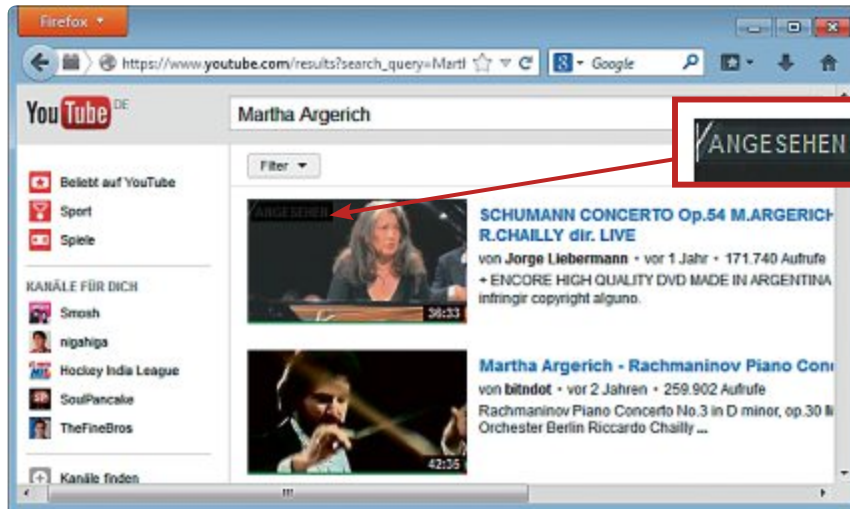 Firefox
https://www.youtube.com/results?search_query=Martl
Google
YouTube DE
Martha Argerich
ANGESEHEN
Filter
Beliebt auf YouTube
Sport
Spiele
KANÄLE FÜR DICH
Smosh
nigahiga
Hockey India League
SoulPancake
TheFineBros
Kanäle finden
ANGESEHEN
36:33
SCHUMANN CONCERTO Op.54 M.ARGERICH
R.CHAILLY dir. LIVE
von Jorge Liebermann • vor 1 Jahr • 171.740 Aufrufe
+ ENCORE HIGH QUALITY DVD MADE IN ARGENTINA
infringir copyright alguno.
42:35
Martha Argerich - Rachmaninov Piano Con
von bitndot • vor 2 Jahren • 259.902 Aufrufe
Rachmaninov Piano Concerto No.3 in D minor, op.30
Orchester Berlin Riccardo Chailly ...